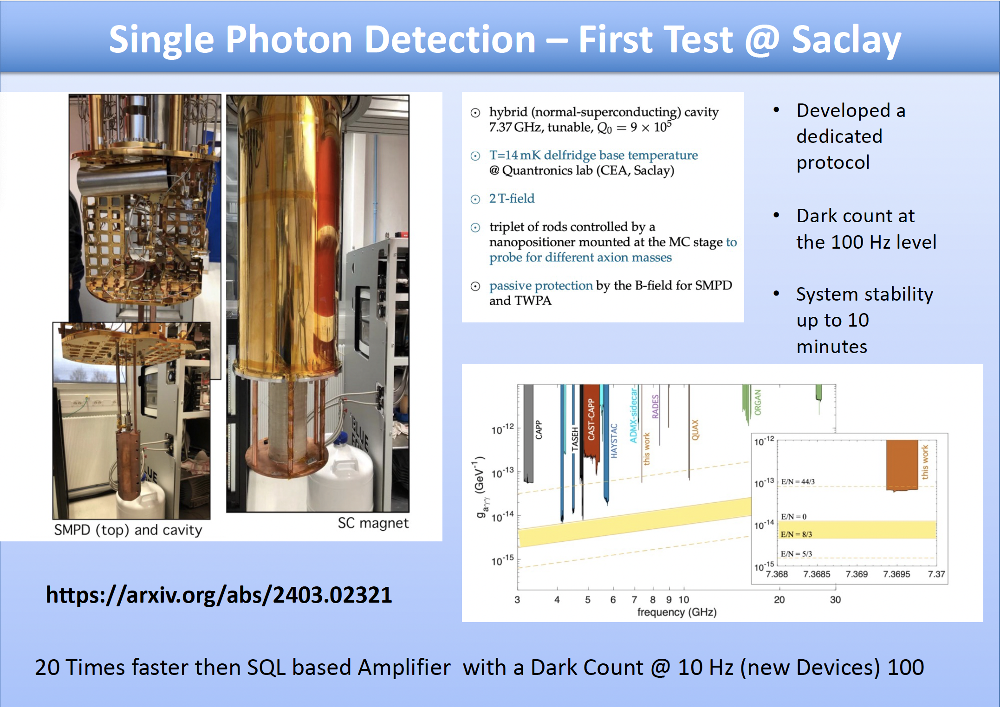 Single Photon Detection – First Test @ Saclay
SMPD (top) and cavity
SC magnet
⊙ hybrid (normal-superconducting) cavity
7.37 GHz, tunable, Q₀ = 9 × 10⁵
⊙ T=14 mK delfridge base temperature
@ Quantronics lab (CEA, Saclay)
⊙ 2 T-field
⊙ triplet of rods controlled by a
nanopositioner mounted at the MC stage to
probe for different axion masses
⊙ passive protection by the B-field for SMPD
and TWPA
• Developed a
dedicated
protocol
• Dark count at
the 100 Hz level
• System stability
up to 10
minutes
g_aγγ (GeV⁻¹)
10⁻¹²
10⁻¹³
10⁻¹⁴
10⁻¹⁵
CAPP
TASEH
CAST-CAPP
HAYSTAC
ADMX-sidecar
this work
RADES
QUAX
ORGAN
3 4 5 6 7 8 9 10 20 30
frequency (GHz)
10⁻¹²
10⁻¹³
10⁻¹⁴
10⁻¹⁵
E/N = 44/3
E/N = 0
E/N = 8/3
E/N = 5/3
this work
7.368 7.3685 7.369 7.3695 7.37
https://arxiv.org/abs/2403.02321
20 Times faster then SQL based Amplifier with a Dark Count @ 10 Hz (new Devices) 100